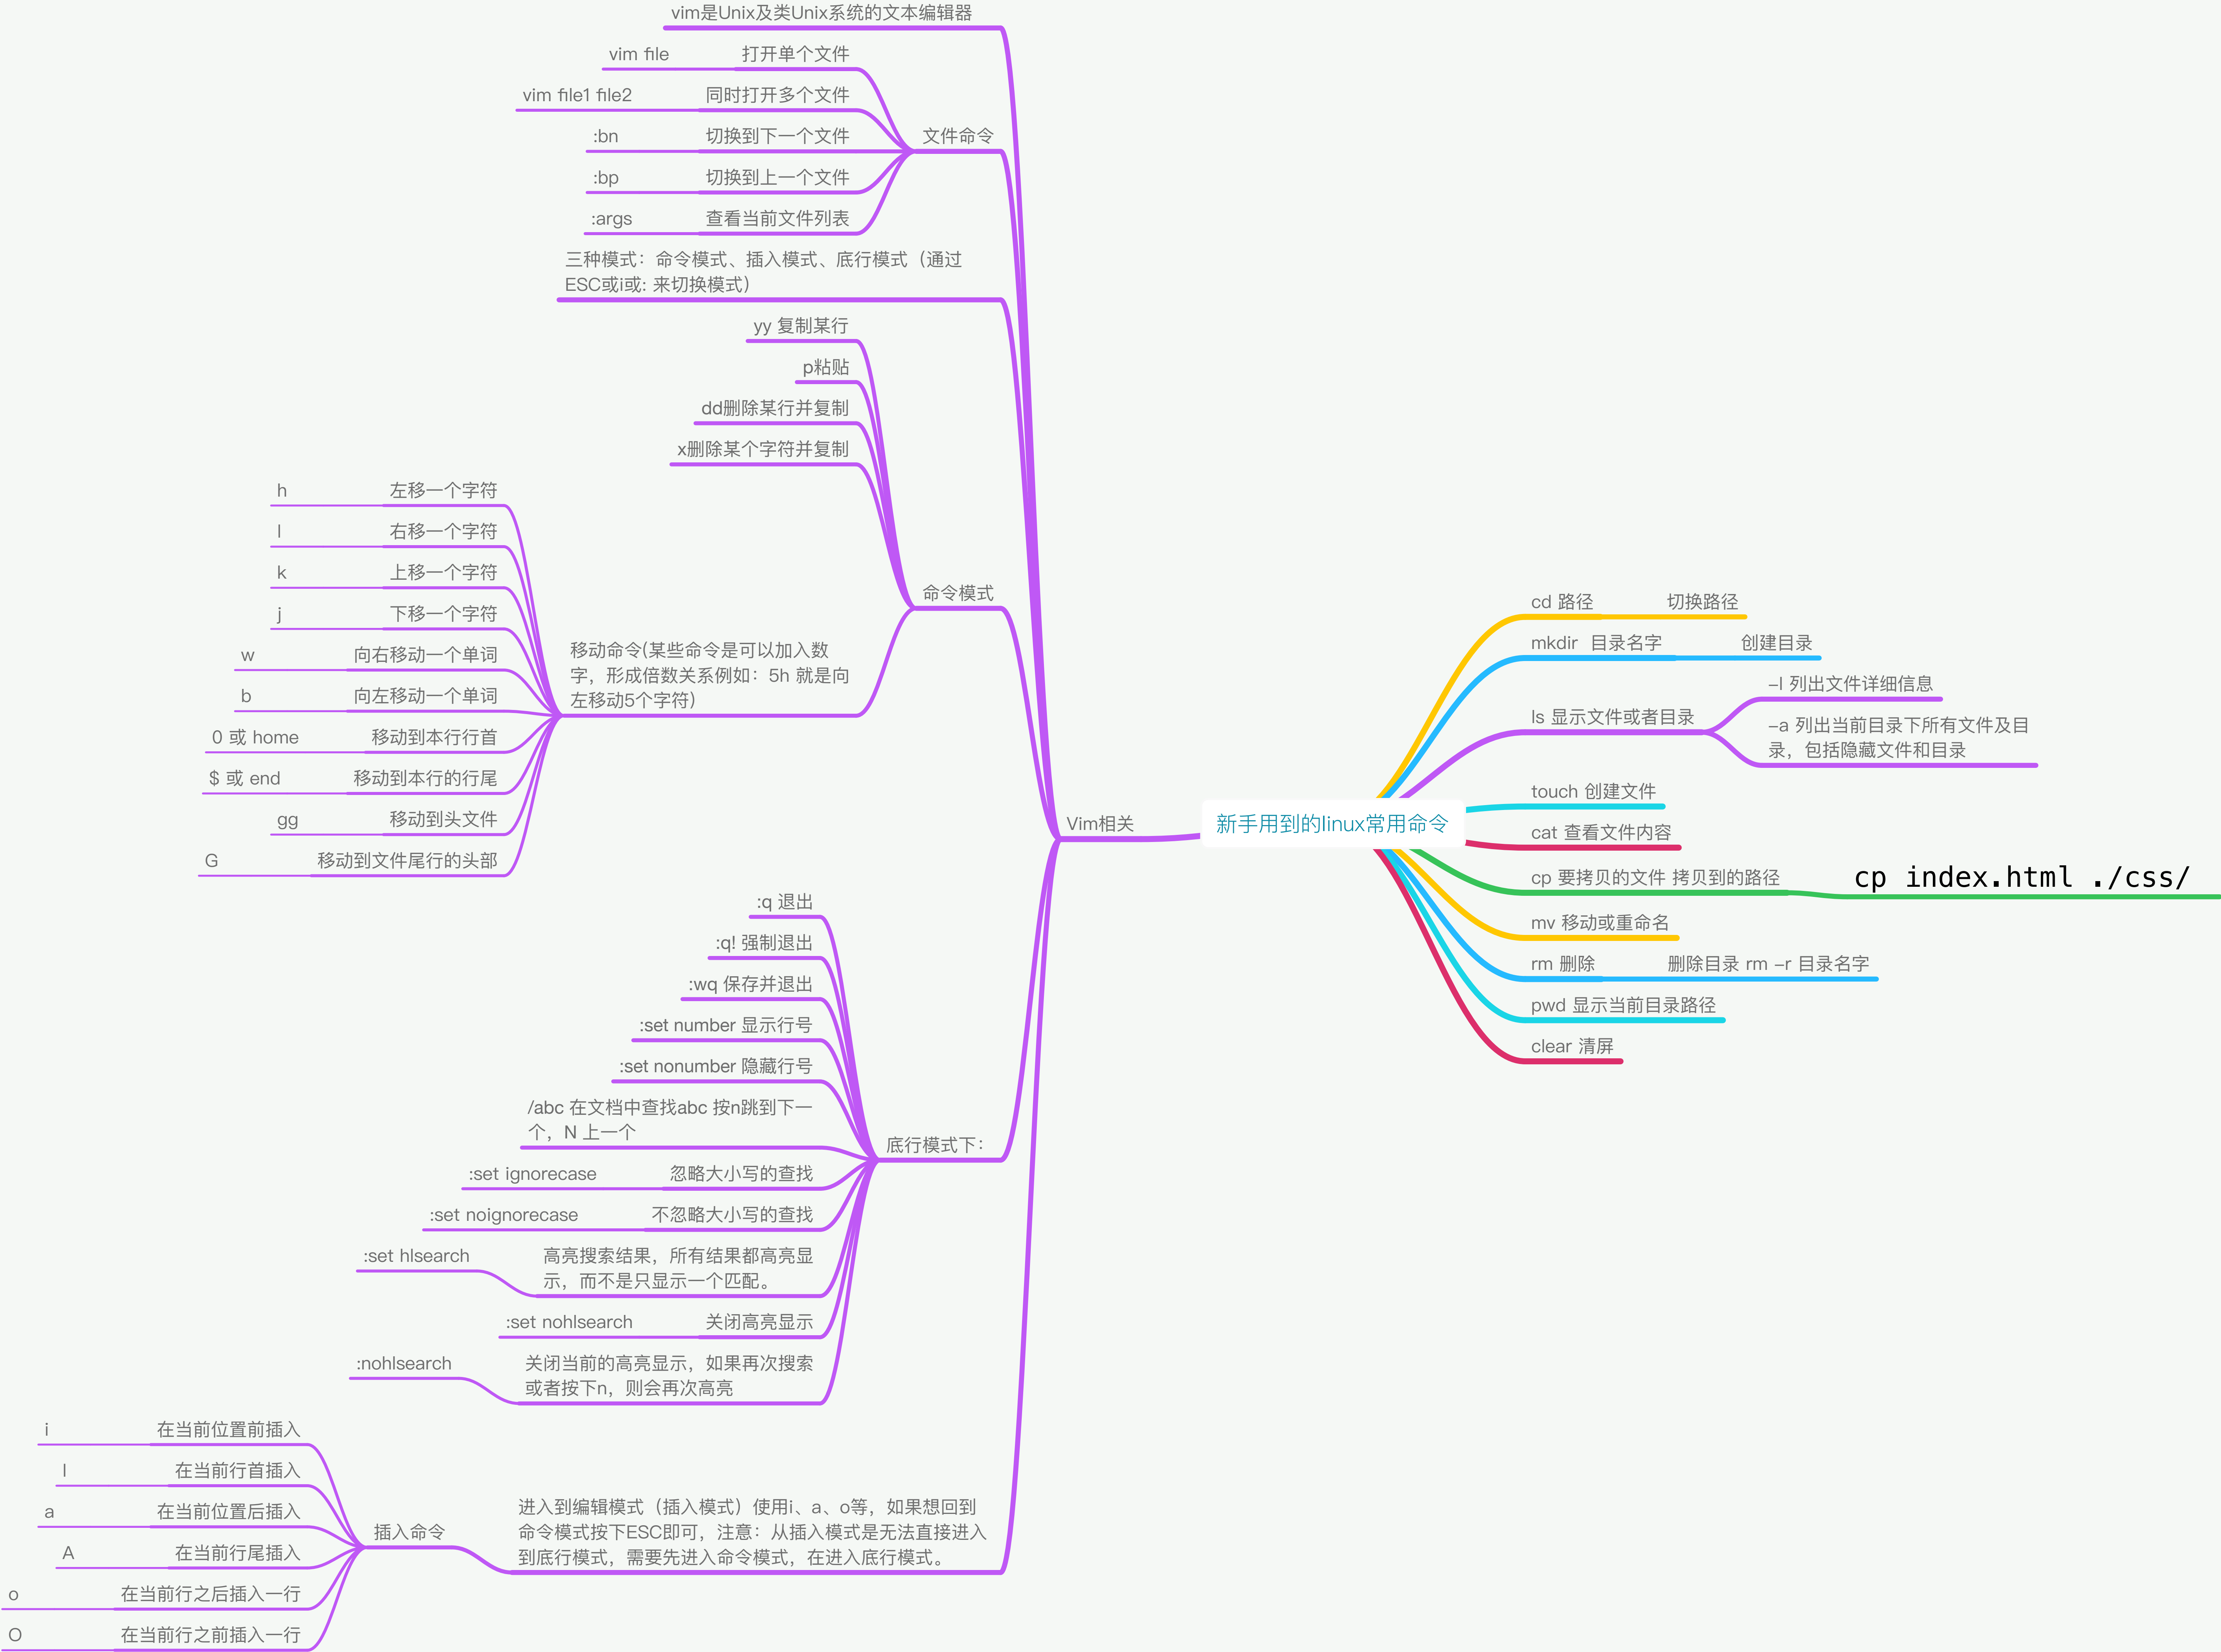 vim是Unix及类Unix系统的文本编辑器
vim file 打开单个文件
vim file1 file2 同时打开多个文件
:bn 切换到下一个文件
:bp 切换到上一个文件
:args 查看当前文件列表
文件命令
三种模式：命令模式、插入模式、底行模式（通过
ESC或i或: 来切换模式）
yy 复制某行
p粘贴
dd删除某行并复制
x删除某个字符并复制
h 左移一个字符
l 右移一个字符
k 上移一个字符
j 下移一个字符
w 向右移动一个单词
b 向左移动一个单词
0 或 home 移动到本行行首
$ 或 end 移动到本行的行尾
gg 移动到头文件
G 移动到文件尾行的头部
移动命令(某些命令是可以加入数
字，形成倍数关系例如：5h 就是向
左移动5个字符)
命令模式
:q 退出
:q! 强制退出
:wq 保存并退出
:set number 显示行号
:set nonumber 隐藏行号
/abc 在文档中查找abc 按n跳到下一
个，N 上一个
:set ignorecase 忽略大小写的查找
:set noignorecase 不忽略大小写的查找
:set hlsearch
高亮搜索结果，所有结果都高亮显
示，而不是只显示一个匹配。
:set nohlsearch 关闭高亮显示
:nohlsearch
关闭当前的高亮显示，如果再次搜索
或者按下n，则会再次高亮
底行模式下：
i 在当前位置前插入
I 在当前行首插入
a 在当前位置后插入
A 在当前行尾插入
o 在当前行之后插入一行
O 在当前行之前插入一行
插入命令
进入到编辑模式（插入模式）使用i、a、o等，如果想回到
命令模式按下ESC即可，注意：从插入模式是无法直接进入
到底行模式，需要先进入命令模式，在进入底行模式。
Vim相关
新手用到的linux常用命令
cd 路径 切换路径
mkdir 目录名字 创建目录
ls 显示文件或者目录
-l 列出文件详细信息
-a 列出当前目录下所有文件及目
录，包括隐藏文件和目录
touch 创建文件
cat 查看文件内容
cp 要拷贝的文件 拷贝到的路径 cp index.html ./css/
mv 移动或重命名
rm 删除 删除目录 rm -r 目录名字
pwd 显示当前目录路径
clear 清屏